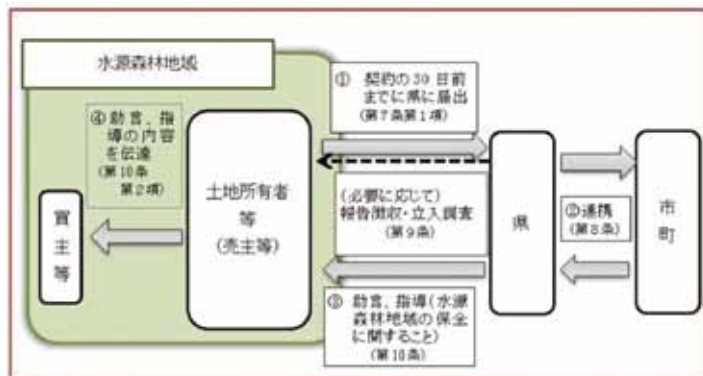 水源森林地域
① 契約の30日前
までに県に届出
(第7条第1項)
④助言、指
導の内容
を伝達
(第10条
第2項)
土地所有者
等
(売主等)
買主等
(必要に応じて)
報告徴収・立入調査
(第9条)
県
②連携
(第8条)
市町
③ 助言、指導(水源
森林地域の保全
に関すること)
(第10条)